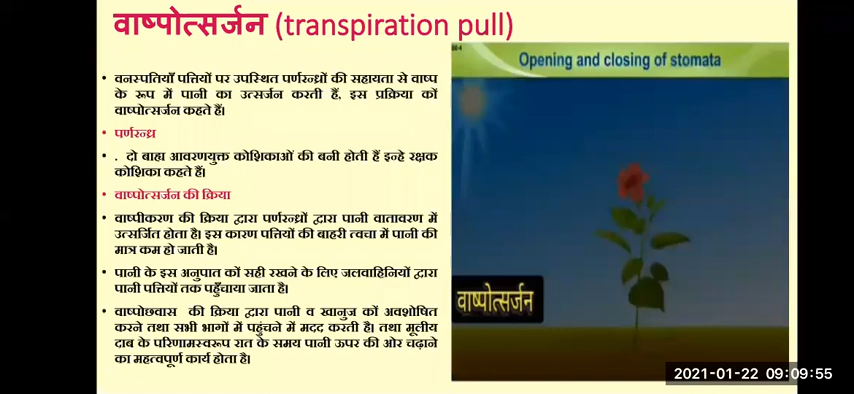 वाष्पोत्सर्जन (transpiration pull)
• वनस्पतियाँ पत्तियों पर उपस्थित पर्णरन्ध्रों की सहायता से वाष्प
के रूप में पानी का उत्सर्जन करती हैं, इस प्रक्रिया कों
वाष्पोत्सर्जन कहते हैं।
• पर्णरन्ध्र
• . दो बाह्य आवरणयुक्त कोशिकाओं की बनी होती हैं इन्हे रक्षक
कोशिका कहते हैं।
• वाष्पोत्सर्जन की क्रिया
• वाष्पीकरण की क्रिया द्वारा पर्णरन्ध्रों द्वारा पानी वातावरण में
उत्सर्जित होता है। इस कारण पत्तियों की बाहरी त्वचा में पानी की
मात्र कम हो जाती है।
• पानी के इस अनुपात कों सही रखने के लिए जलवाहिनियों द्वारा
पानी पत्तियों तक पहुँचाया जाता है।
• वाष्पोछवास की क्रिया द्वारा पानी व खानुज कों अवशोषित
करने तथा सभी भागों में पहुंचने में मदद करती है। तथा मूलीय
दाब के परिणामस्वरूप रात के समय पानी ऊपर की ओर चढ़ाने
का महत्वपूर्ण कार्य होता है।
Opening and closing of stomata
वाष्पोत्सर्जन
2021-01-22 09:09:55